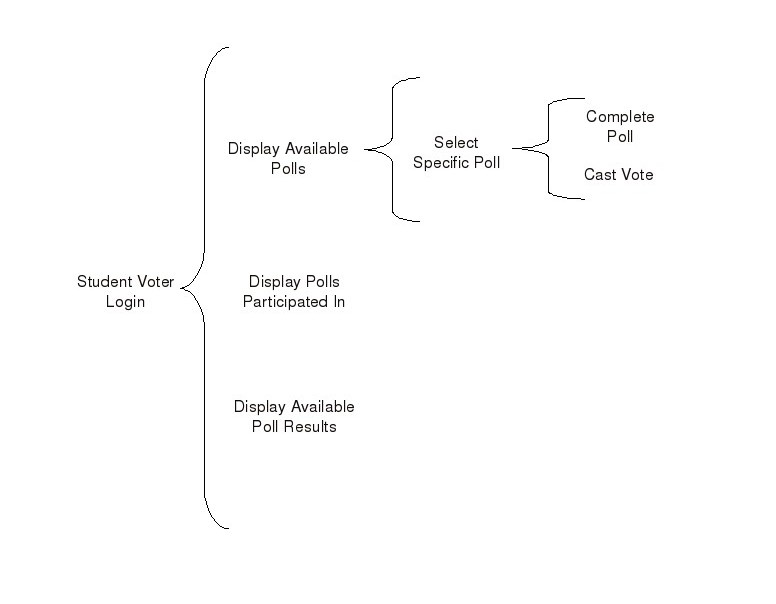 Student Voter
Login
Display Available
Polls
Select
Specific Poll
Complete
Poll
Cast Vote
Display Polls
Participated In
Display Available
Poll Results